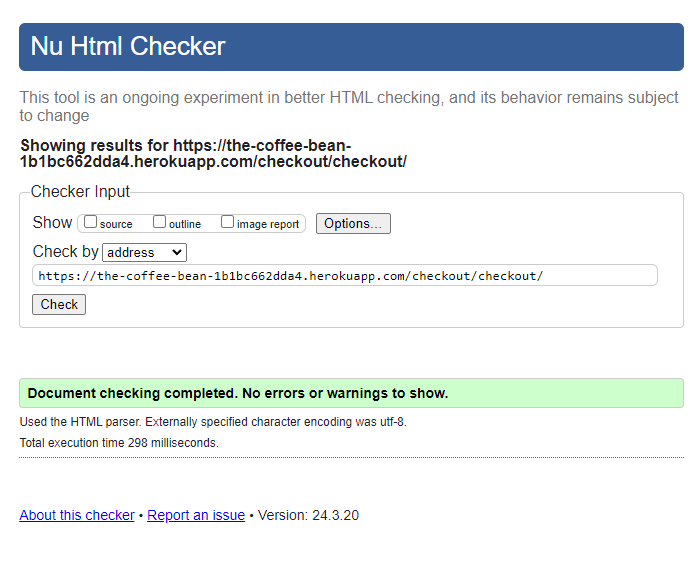 Nu Html Checker
This tool is an ongoing experiment in better HTML checking, and its behavior remains subject
to change
Showing results for https://the-coffee-bean-
1b1bc662dda4.herokuapp.com/checkout/checkout/
Checker Input
Show source outline image report Options...
Check by address
https://the-coffee-bean-1b1bc662dda4.herokuapp.com/checkout/checkout/
Check
Document checking completed. No errors or warnings to show.
Used the HTML parser. Externally specified character encoding was utf-8.
Total execution time 298 milliseconds.
About this checker • Report an issue • Version: 24.3.20